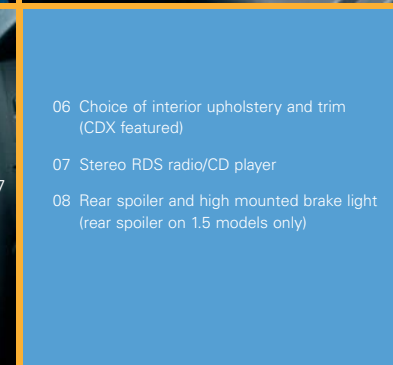 06 Choice of interior upholstery and trim
(CDX featured)
07 Stereo RDS radio/CD player
08 Rear spoiler and high mounted brake light
(rear spoiler on 1.5 models only)
7